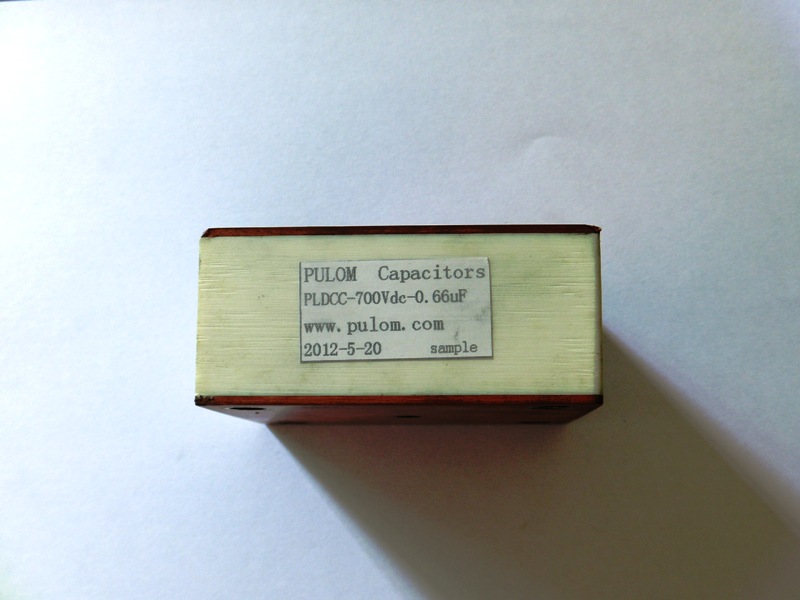 PULOM Capacitors
PLDCC-700Vdc-0.66uF
www.pulom.com
2012-5-20 sample